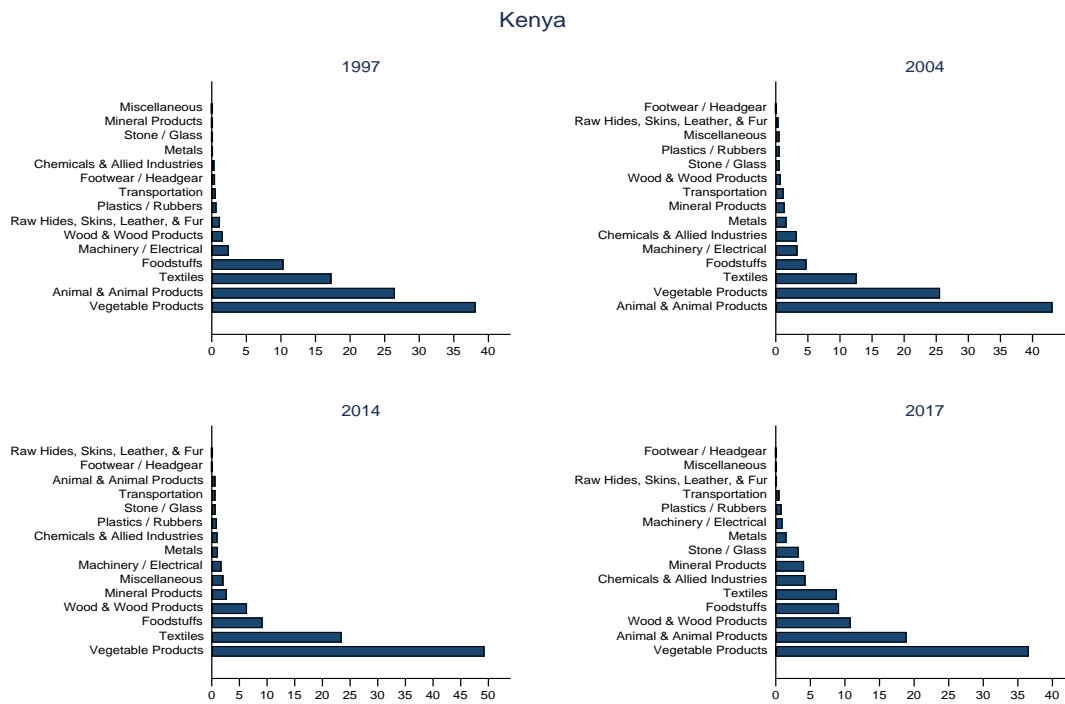 Kenya
1997
Miscellaneous
Mineral Products
Stone / Glass
Metals
Chemicals & Allied Industries
Footwear / Headgear
Transportation
Plastics / Rubbers
Raw Hides, Skins, Leather, & Fur
Wood & Wood Products
Machinery / Electrical
Foodstuffs
Textiles
Animal & Animal Products
Vegetable Products
0 5 10 15 20 25 30 35 40
2004
Footwear / Headgear
Raw Hides, Skins, Leather, & Fur
Miscellaneous
Plastics / Rubbers
Stone / Glass
Wood & Wood Products
Transportation
Mineral Products
Metals
Chemicals & Allied Industries
Machinery / Electrical
Foodstuffs
Textiles
Vegetable Products
Animal & Animal Products
0 5 10 15 20 25 30 35 40
2014
Raw Hides, Skins, Leather, & Fur
Footwear / Headgear
Animal & Animal Products
Transportation
Stone / Glass
Plastics / Rubbers
Chemicals & Allied Industries
Metals
Machinery / Electrical
Miscellaneous
Mineral Products
Wood & Wood Products
Foodstuffs
Textiles
Vegetable Products
0 5 10 15 20 25 30 35 40 45 50
2017
Footwear / Headgear
Miscellaneous
Raw Hides, Skins, Leather, & Fur
Transportation
Plastics / Rubbers
Machinery / Electrical
Metals
Stone / Glass
Mineral Products
Chemicals & Allied Industries
Textiles
Foodstuffs
Wood & Wood Products
Animal & Animal Products
Vegetable Products
0 5 10 15 20 25 30 35 40